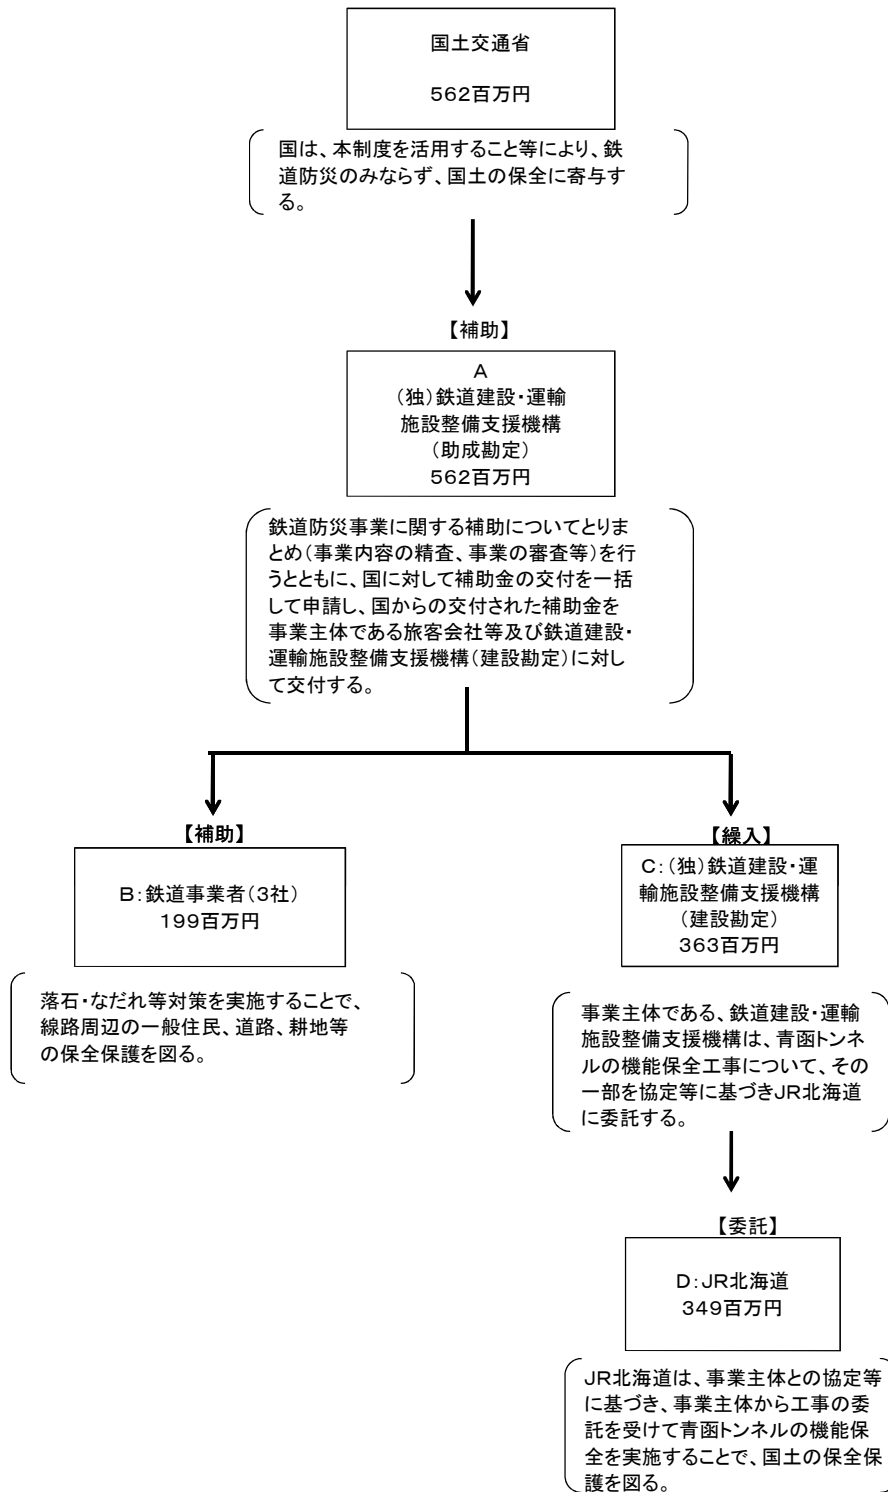 国土交通省
562百万円
国は、本制度を活用すること等により、鉄
道防災のみならず、国土の保全に寄与す
る。
【補助】
A
(独)鉄道建設・運輸
施設整備支援機構
(助成勘定)
562百万円
鉄道防災事業に関する補助についてとりま
とめ(事業内容の精査、事業の審査等)を行
うとともに、国に対して補助金の交付を一括
して申請し、国からの交付された補助金を
事業主体である旅客会社等及び鉄道建設・
運輸施設整備支援機構(建設勘定)に対し
て交付する。
【補助】
B:鉄道事業者(3社)
199百万円
落石・なだれ等対策を実施することで、
線路周辺の一般住民、道路、耕地等
の保全保護を図る。
【繰入】
C:(独)鉄道建設・運
輸施設整備支援機構
(建設勘定)
363百万円
事業主体である、鉄道建設・運輸
施設整備支援機構は、青函トンネ
ルの機能保全工事について、その
一部を協定等に基づきJR北海道
に委託する。
【委託】
D:JR北海道
349百万円
JR北海道は、事業主体との協定等
に基づき、事業主体から工事の委
託を受けて青函トンネルの機能保
全を実施することで、国土の保全保
護を図る。